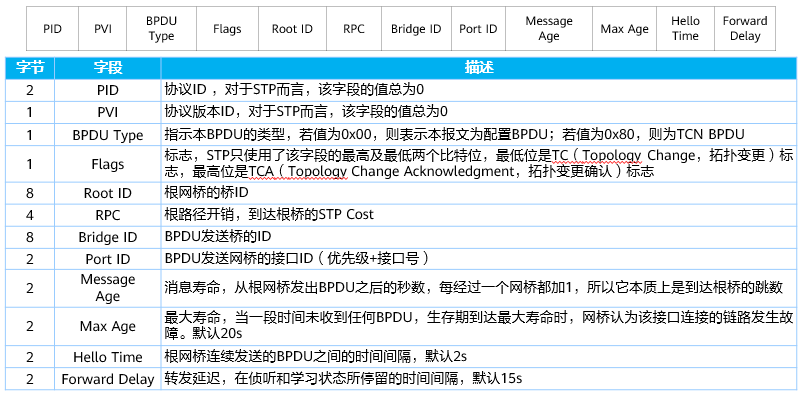 PID PVI BPDU Type Flags Root ID RPC Bridge ID Port ID Message Age Max Age Hello Time Forward Delay
字节 字段 描述
2 PID 协议ID ，对于STP而言，该字段的值总为0
1 PVI 协议版本ID，对于STP而言，该字段的值总为0
1 BPDU Type 指示本BPDU的类型，若值为0x00，则表示本报文为配置BPDU；若值为0x80，则为TCN BPDU
1 Flags 标志，STP只使用了该字段的最高及最低两个比特位，最低位是TC（Topology Change，拓扑变更）标
志，最高位是TCA（Topology Change Acknowledgment，拓扑变更确认）标志
8 Root ID 根网桥的桥ID
4 RPC 根路径开销，到达根桥的STP Cost
8 Bridge ID BPDU发送桥的ID
2 Port ID BPDU发送网桥的接口ID（优先级+接口号）
2 Message Age 消息寿命，从根网桥发出BPDU之后的秒数，每经过一个网桥都加1，所以它本质上是到达根桥的跳数
2 Max Age 最大寿命，当一段时间未收到任何BPDU，生存期到达最大寿命时，网桥认为该接口连接的链路发生故
障。默认20s
2 Hello Time 根网桥连续发送的BPDU之间的时间间隔，默认2s
2 Forward Delay 转发延迟，在侦听和学习状态所停留的时间间隔，默认15s